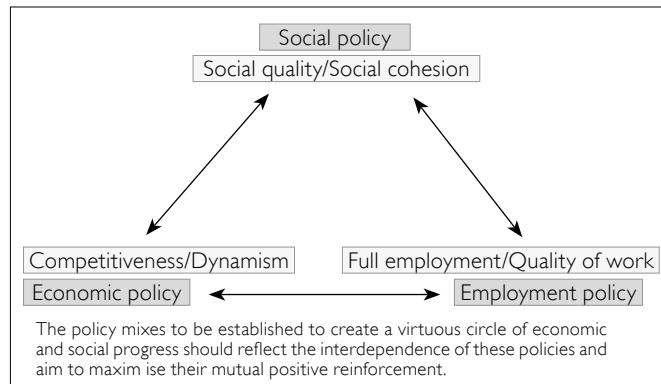 Social policy
Social quality/Social cohesion
Competitiveness/Dynamism
Full employment/Quality of work
Economic policy
Employment policy
The policy mixes to be established to create a virtuous circle of economic
and social progress should reflect the interdependence of these policies and
aim to maxim ise their mutual positive reinforcement.